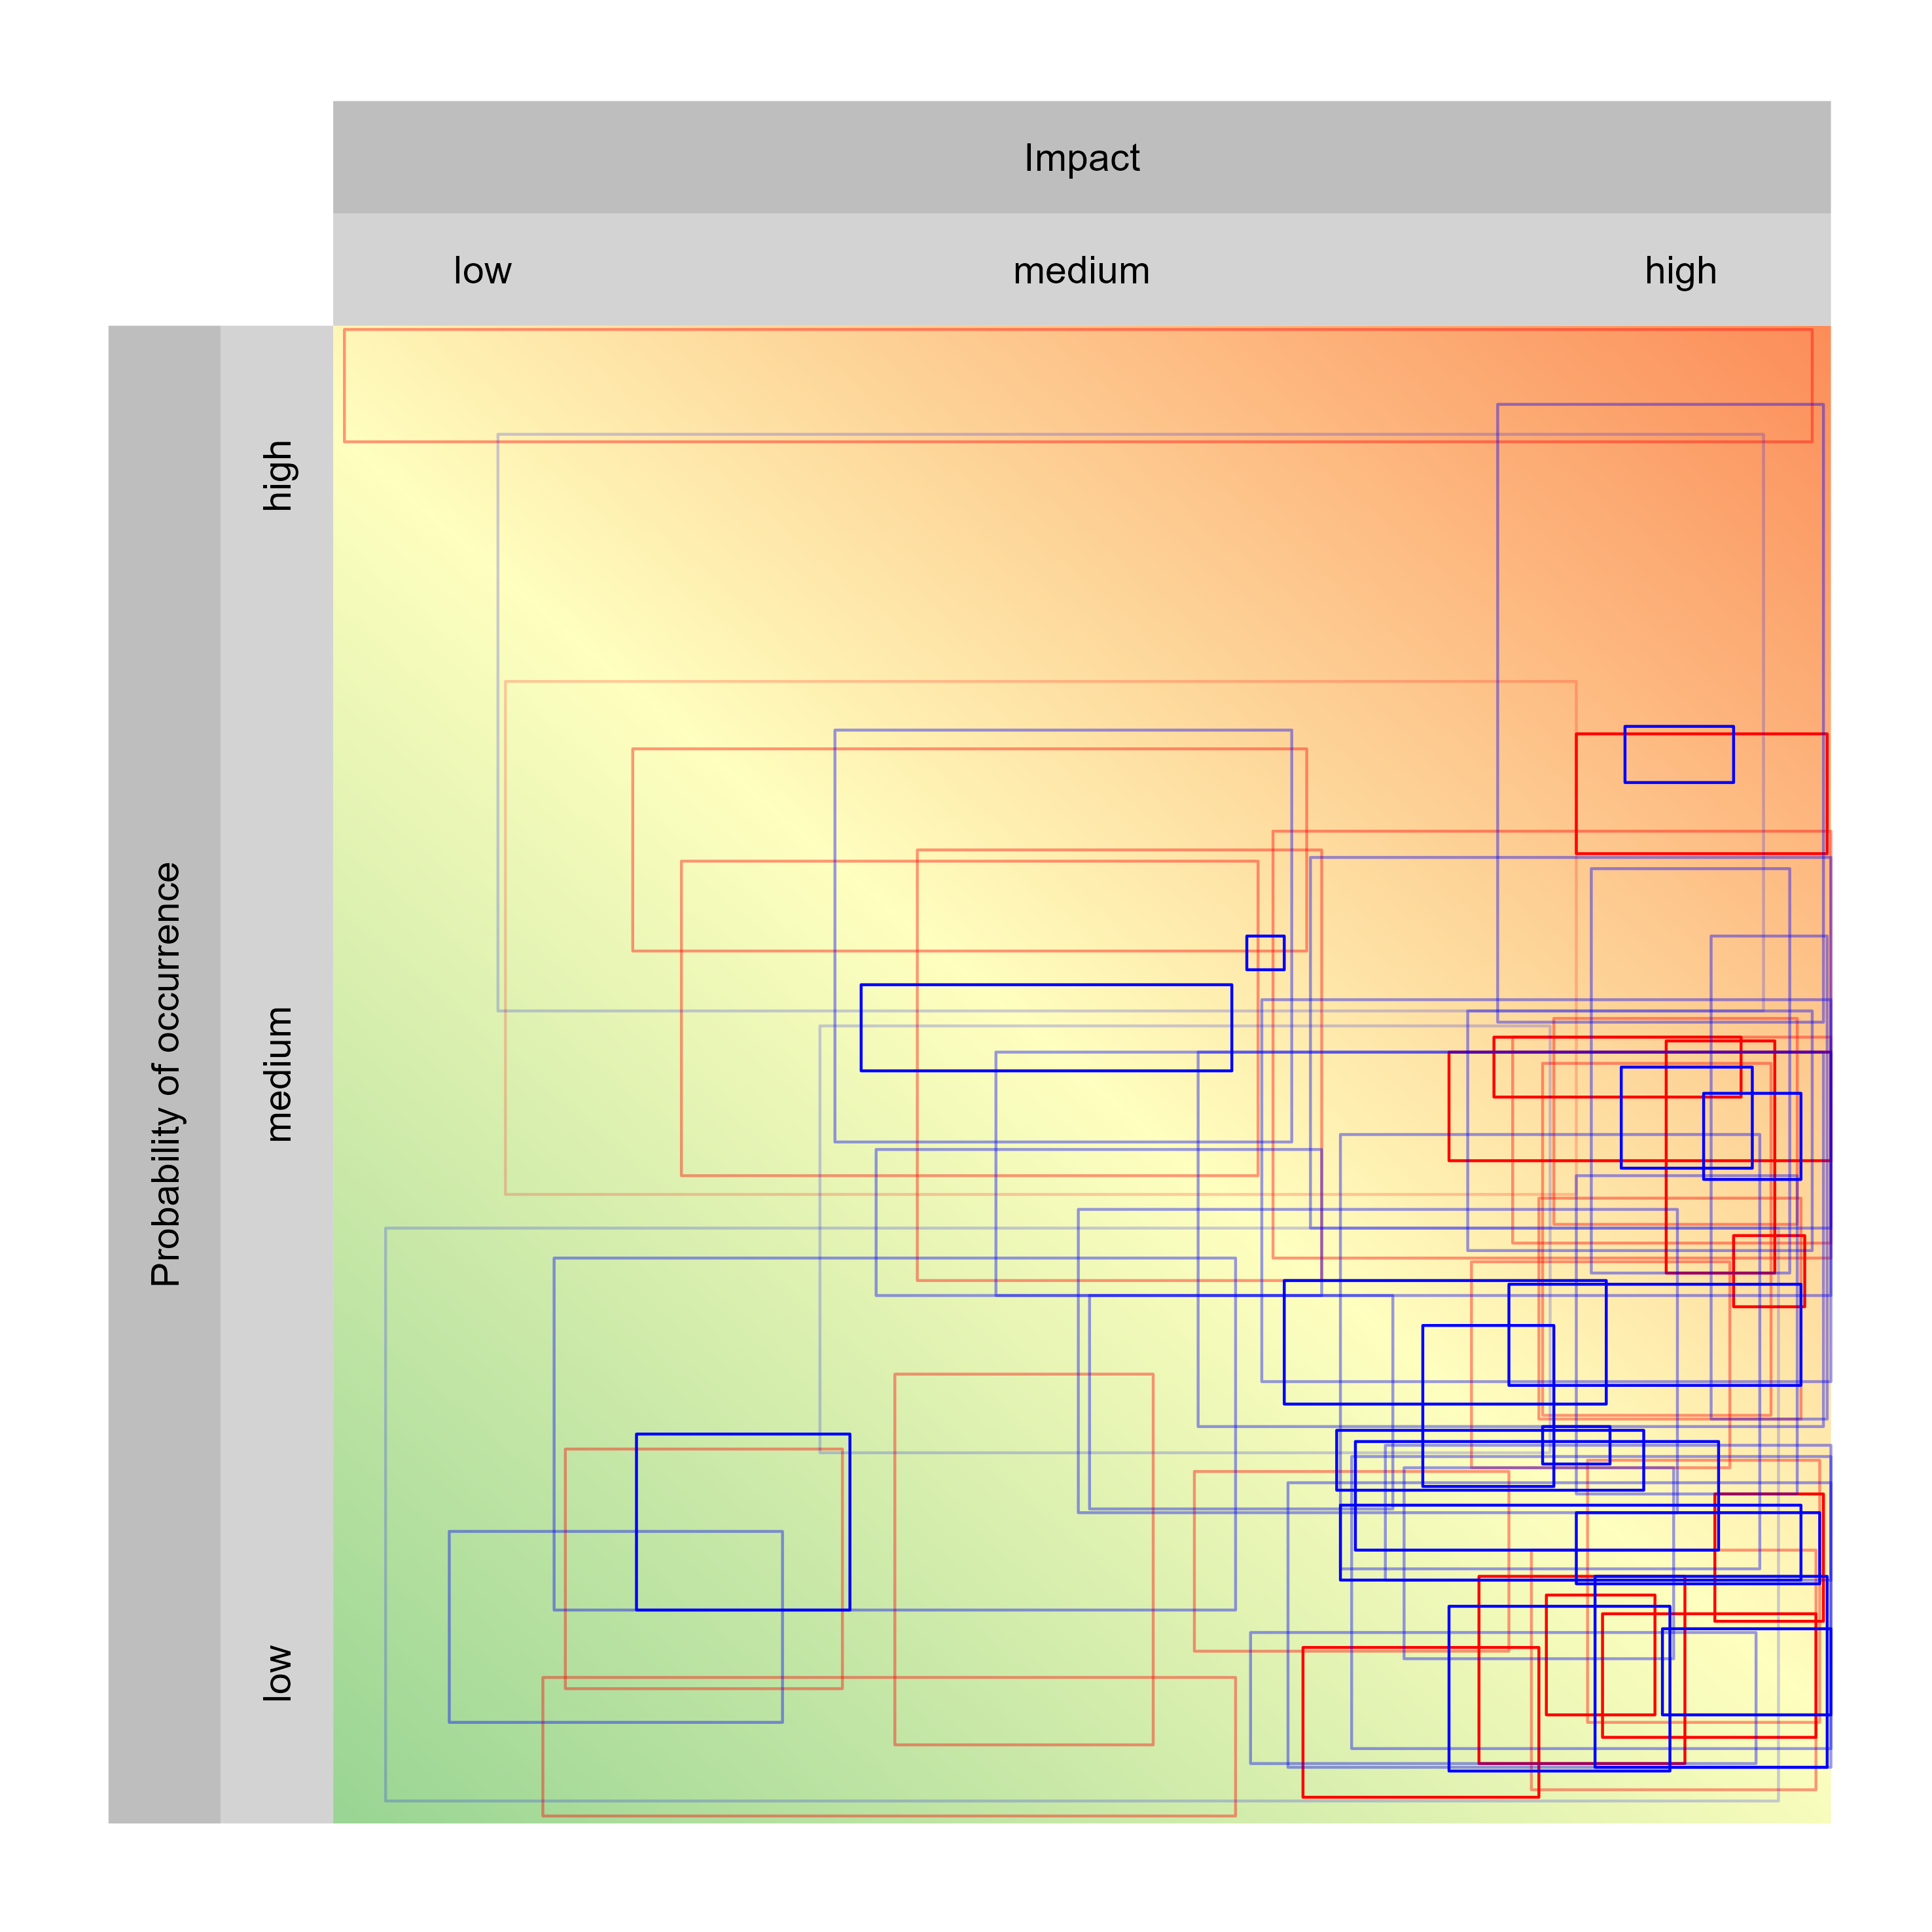 Impact
low
medium
high
Probability of occurrence
high
medium
low